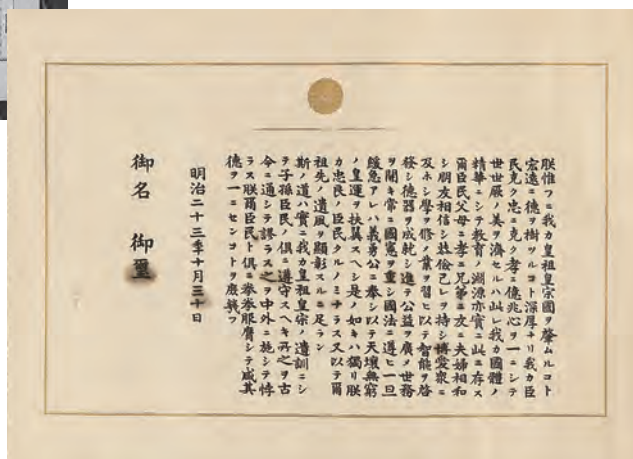 朕惟フニ我カ皇祖皇宗國ヲ肇ムルコト
宏遠ニ德ヲ樹ツルコト深厚ナリ我カ臣
民克ク忠ニ克ク孝ニ億兆心ヲ一ニシテ
世世厥ノ美ヲ濟セルハ此レ我カ國體ノ
精華ニシテ教育ノ淵源亦實ニ此ニ存ス
爾臣民父母ニ孝ニ兄弟ニ友ニ夫婦相和
シ朋友相信シ恭儉己レヲ持シ博愛衆ニ
及ホシ學ヲ修メ業ヲ習ヒ以テ智能ヲ啓
發シ德器ヲ成就シ進テ公益ヲ廣メ世務
ヲ開キ常ニ國憲ヲ重シ國法ニ遵ヒ一旦
緩急アレハ義勇公ニ奉シ以テ天壤無窮
ノ皇運ヲ扶翼スヘシ是ノ如キハ獨リ朕
カ忠良ノ臣民タルノミナラス又以テ爾
祖先ノ遺風ヲ顯彰スルニ足ラン
斯ノ道ハ實ニ我カ皇祖皇宗ノ遺訓ニシ
テ子孫臣民ノ俱ニ遵守スヘキ所之ヲ古
今ニ通シテ謬ラス之ヲ中外ニ施シテ悖
ラス朕爾臣民ト俱ニ拳拳服膺シテ咸其
德ヲ一ニセンコトヲ庶幾フ
明治二十三年十月三十日
御名 御璽